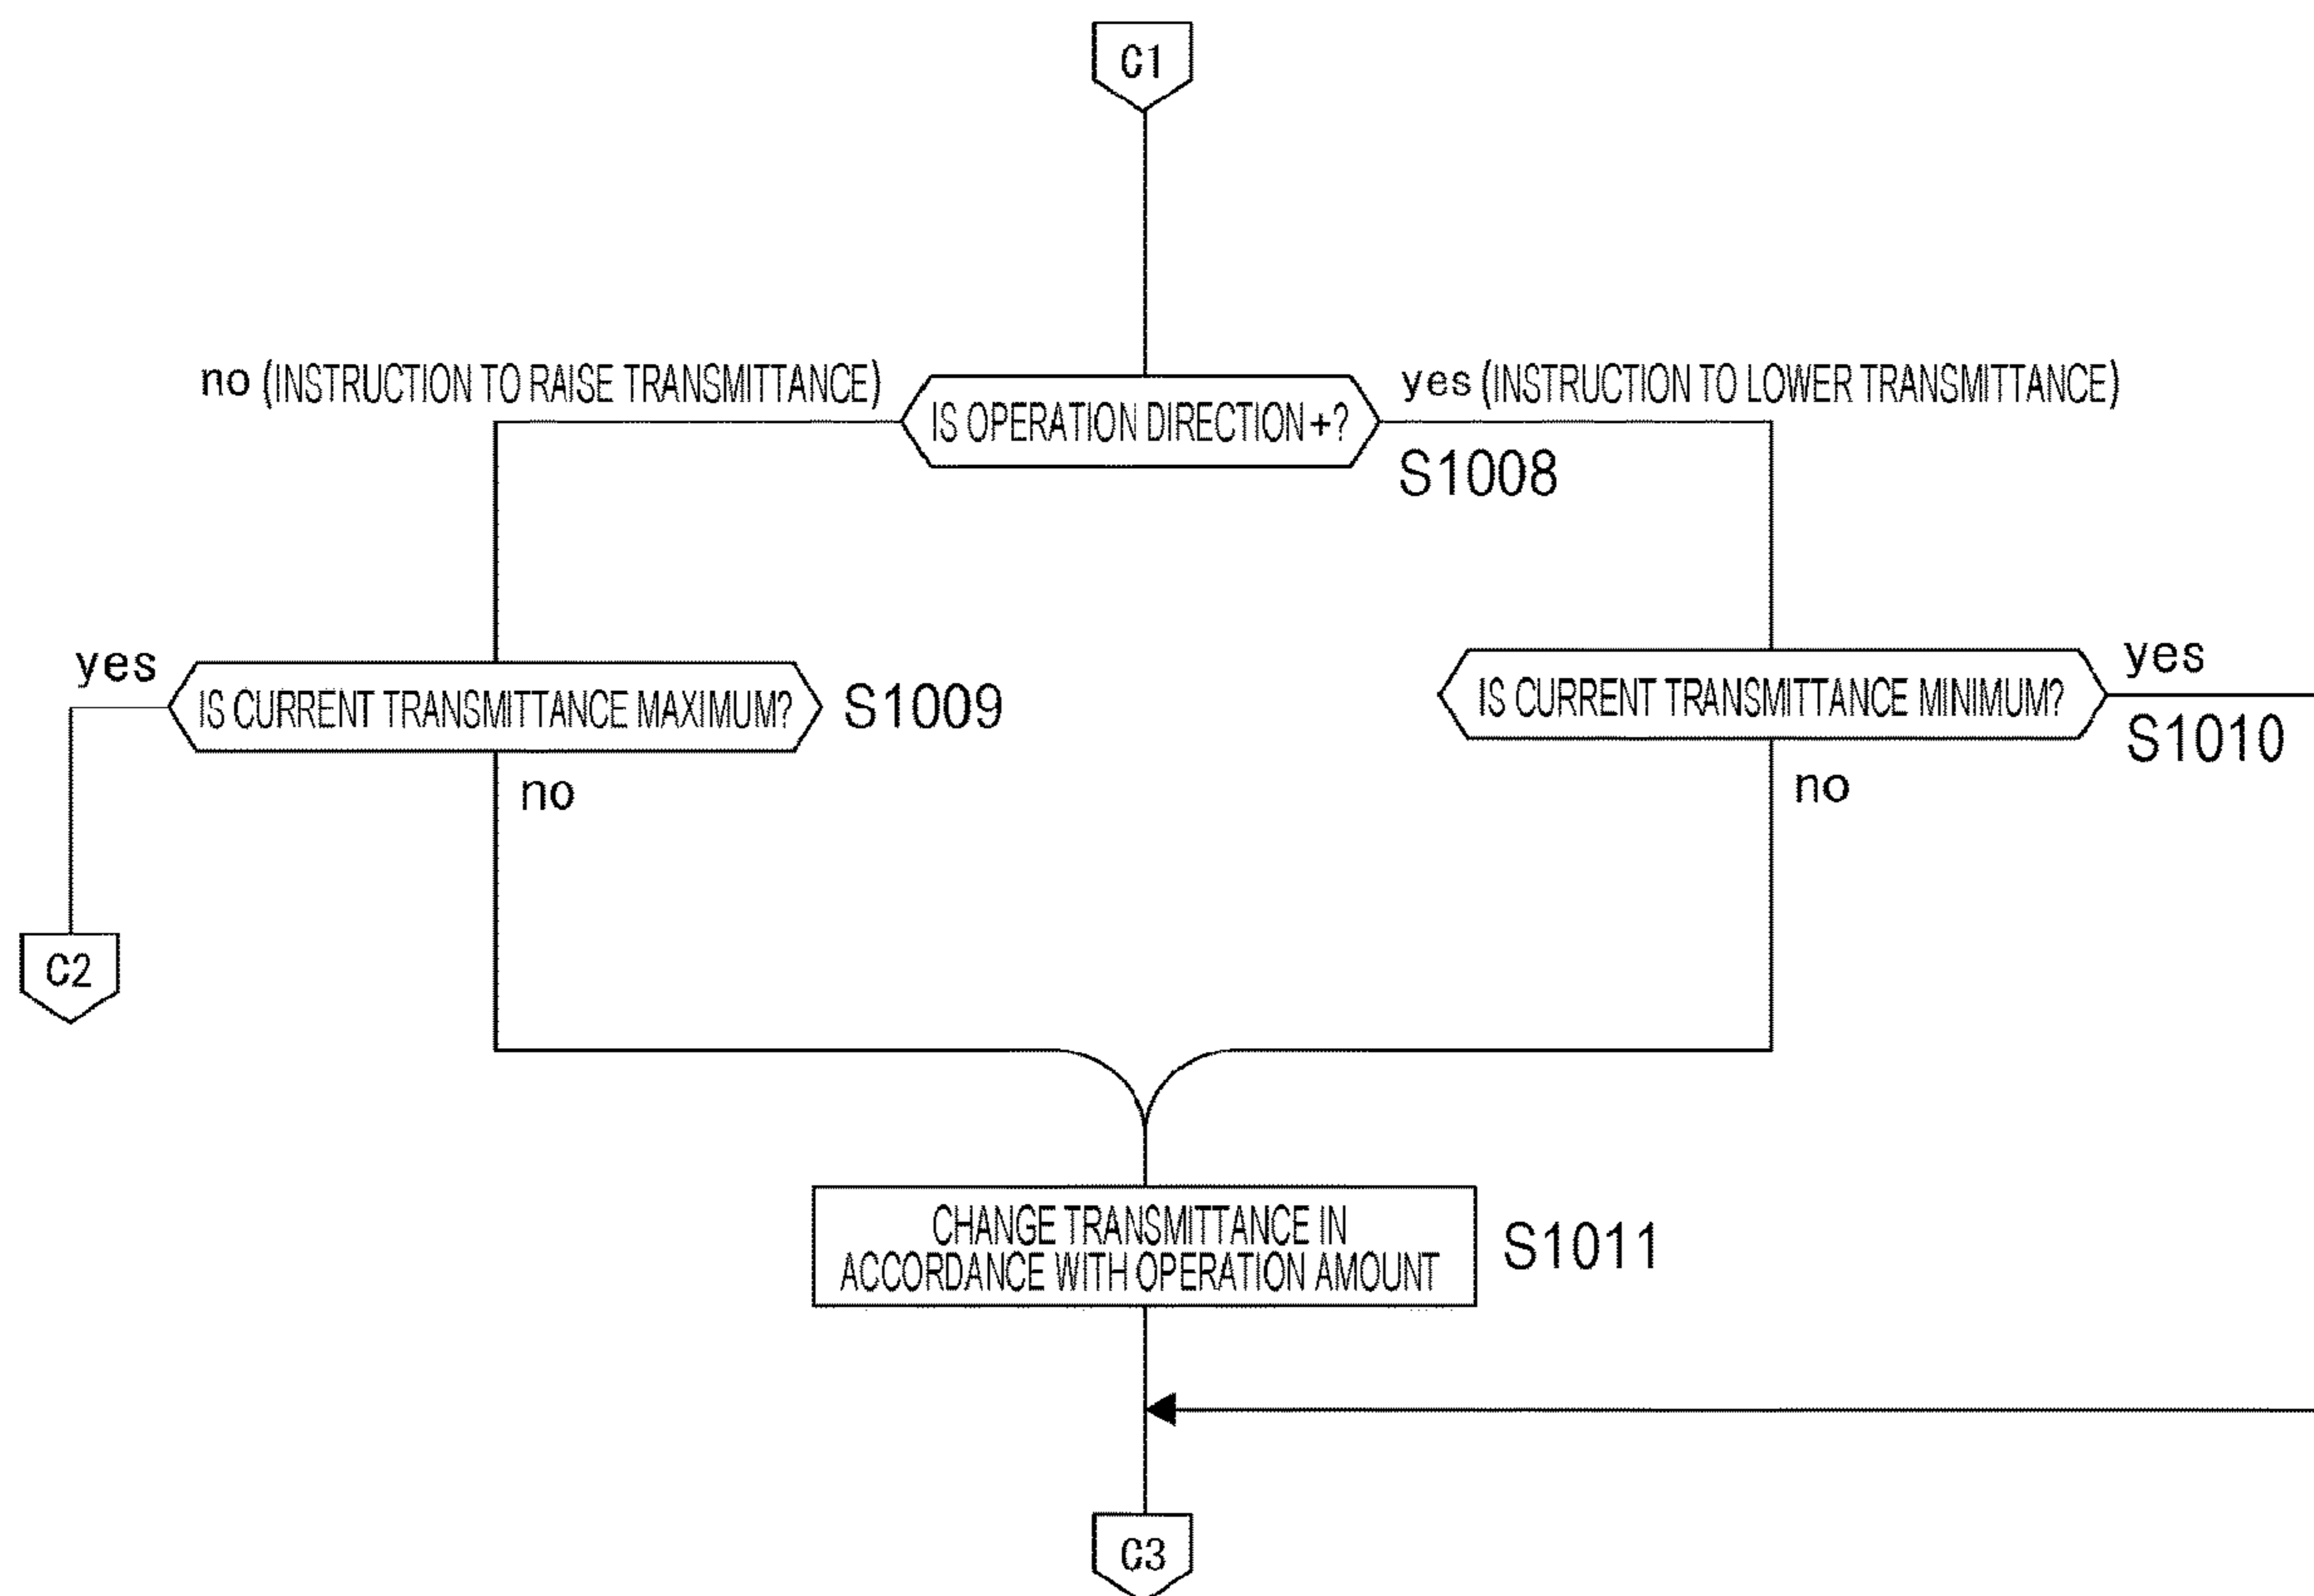 C1
no (INSTRUCTION TO RAISE TRANSMITTANCE)
IS OPERATION DIRECTION +?
yes (INSTRUCTION TO LOWER TRANSMITTANCE)
S1008
yes
IS CURRENT TRANSMITTANCE MAXIMUM?
S1009
no
IS CURRENT TRANSMITTANCE MINIMUM?
yes
S1010
no
C2
CHANGE TRANSMITTANCE IN
ACCORDANCE WITH OPERATION AMOUNT
S1011
C3